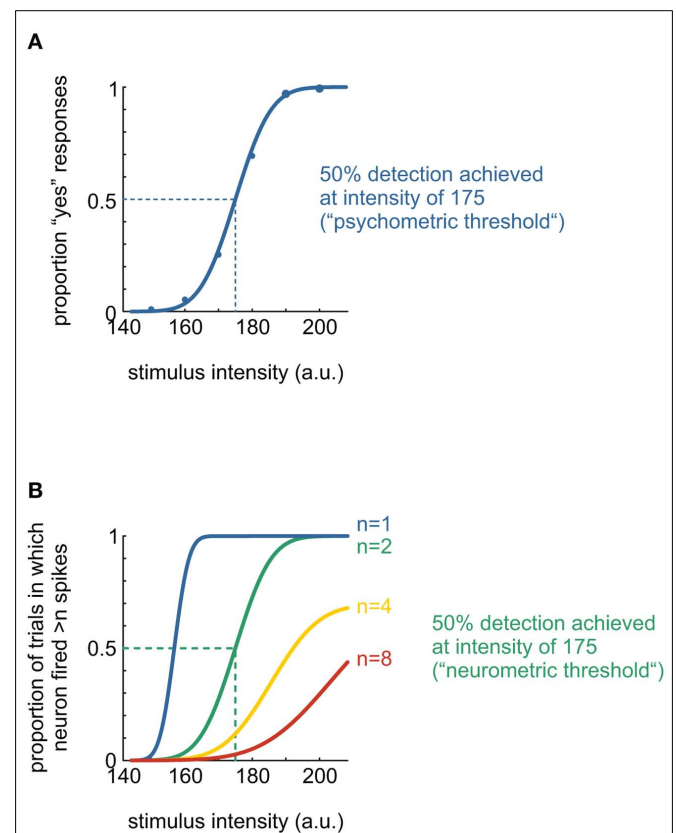 A
proportion “yes” responses
1
0.5
0
140 160 180 200
stimulus intensity (a.u.)
50% detection achieved
at intensity of 175
(“psychometric threshold“)
B
proportion of trials in which
neuron fired >n spikes
1
0.5
0
140 160 180 200
stimulus intensity (a.u.)
n=1
n=2
n=4
n=8
50% detection achieved
at intensity of 175
(“neurometric threshold“)